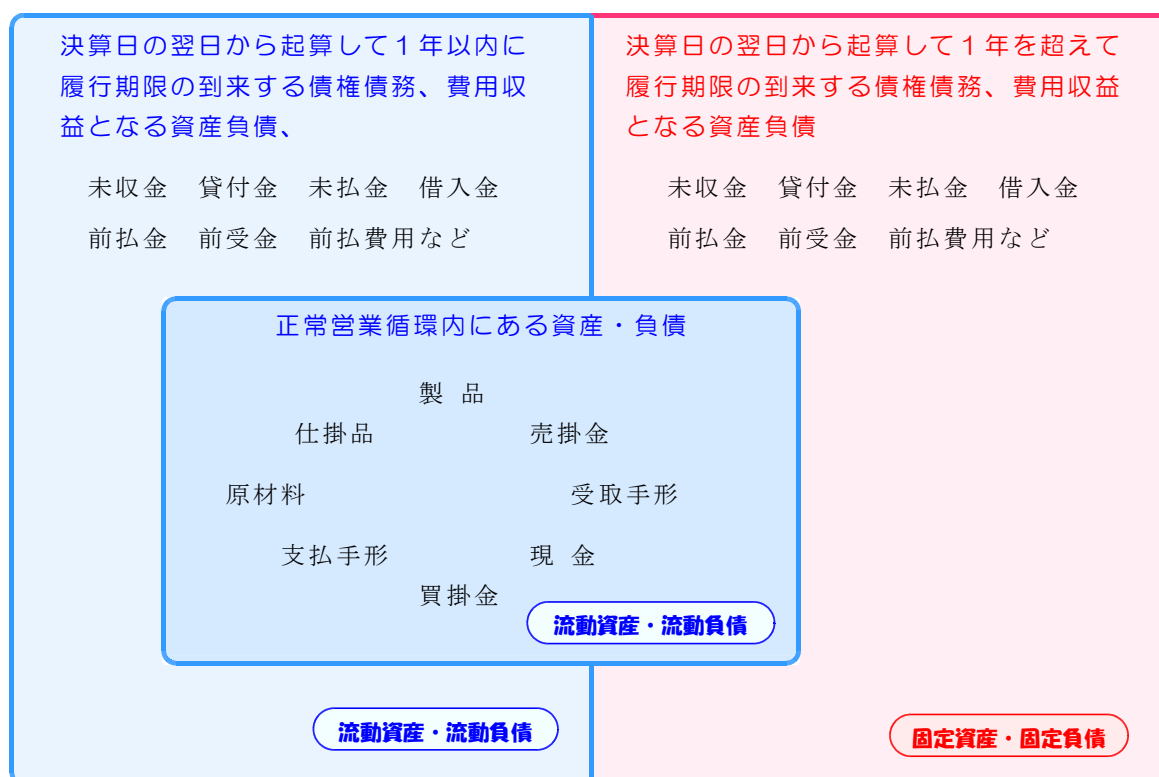 決算日の翌日から起算して１年以内に
履行期限の到来する債権債務、費用収
益となる資産負債、
未収金　貸付金　未払金　借入金
前払金　前受金　前払費用など
決算日の翌日から起算して１年を超えて
履行期限の到来する債権債務、費用収益
となる資産負債
未収金　貸付金　未払金　借入金
前払金　前受金　前払費用など
正常営業循環内にある資産・負債
製 品
仕掛品　売掛金
原材料　受取手形
支払手形　現 金
買掛金
流動資産・流動負債
流動資産・流動負債
固定資産・固定負債